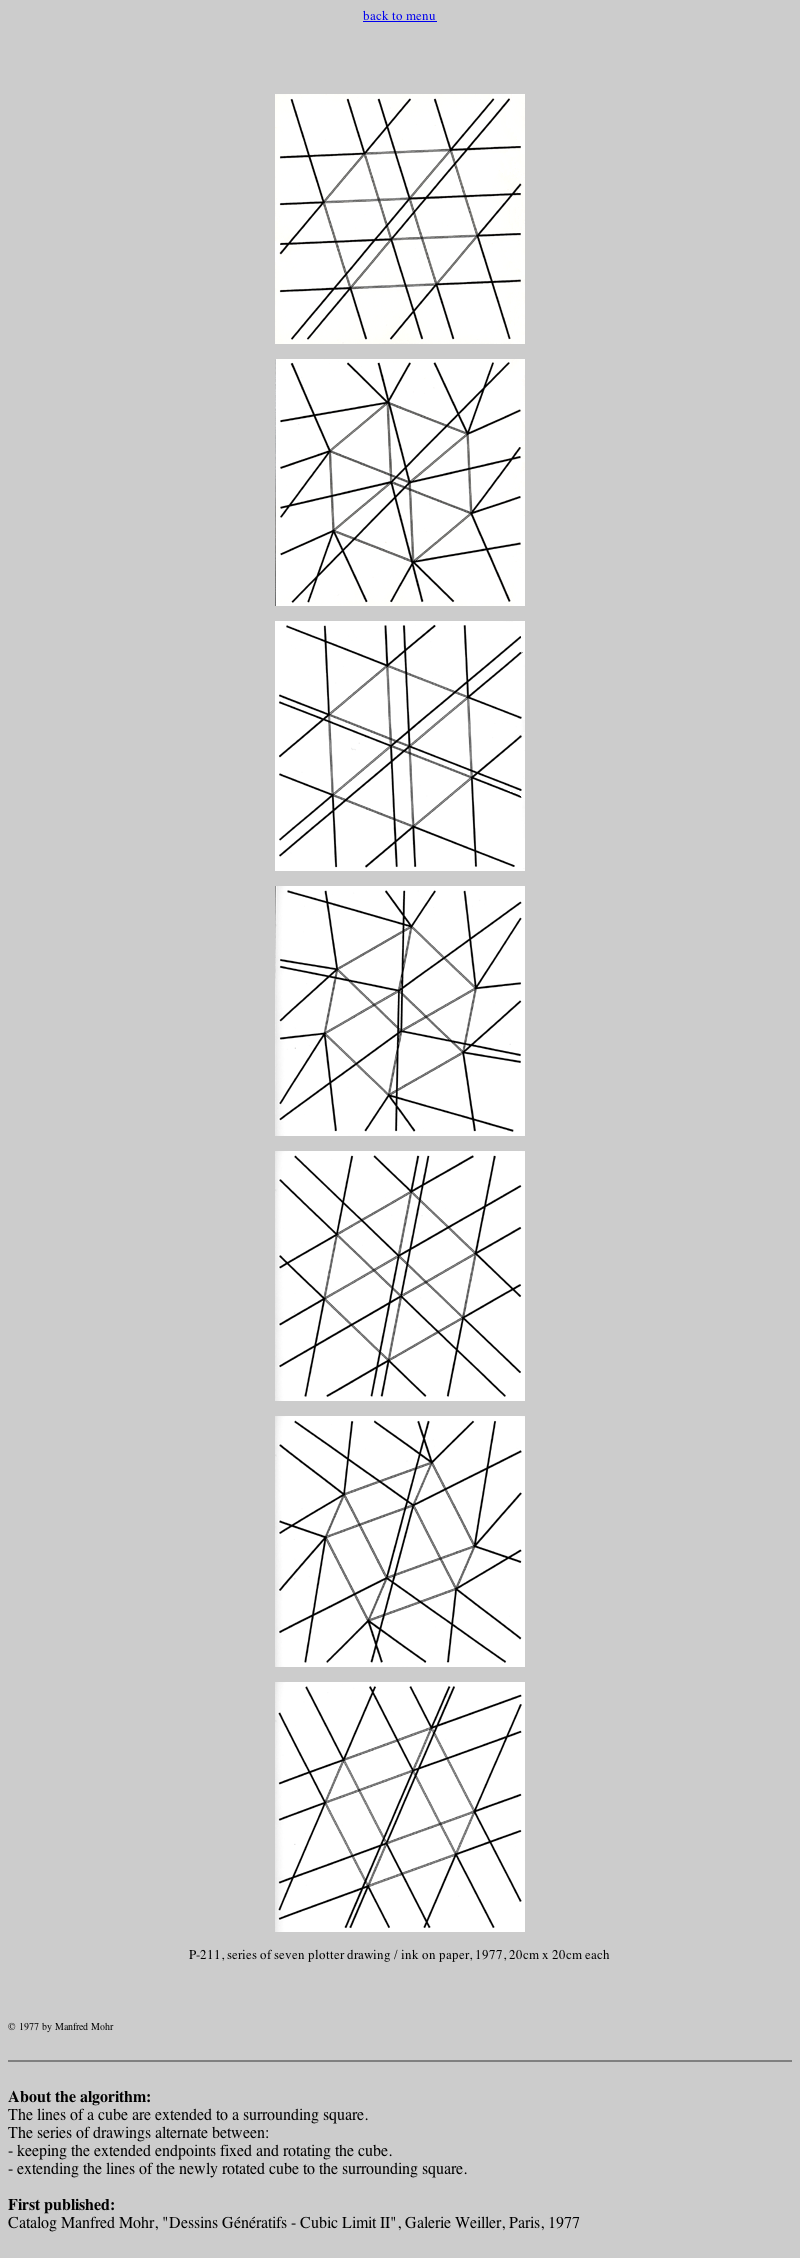 back to menu
P-211, series of seven plotter drawing / ink on paper, 1977, 20cm x 20cm each
© 1977 by Manfred Mohr
About the algorithm:
The lines of a cube are extended to a surrounding square.
The series of drawings alternate between:
- keeping the extended endpoints fixed and rotating the cube.
- extending the lines of the newly rotated cube to the surrounding square.
First published:
Catalog Manfred Mohr, "Dessins Génératifs - Cubic Limit II", Galerie Weiller, Paris, 1977